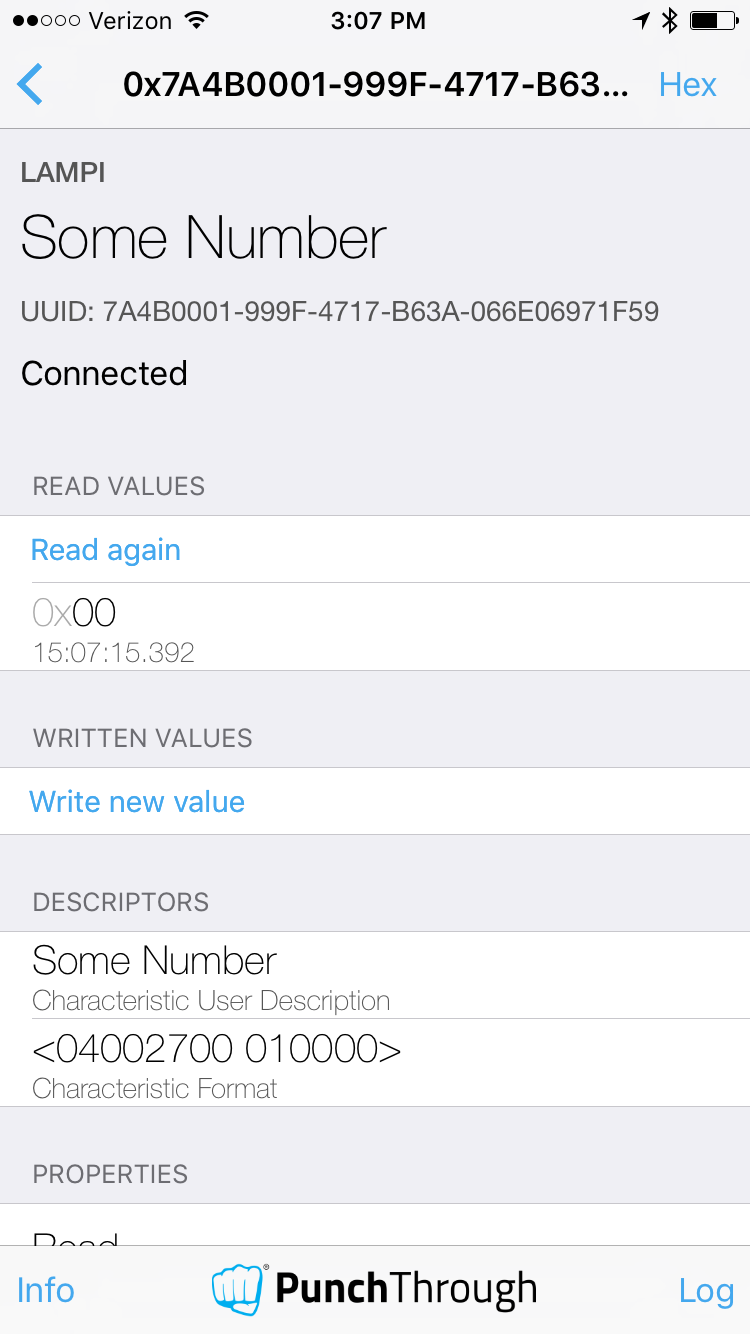 Verizon 3:07 PM
0x7A4B0001-999F-4717-B63... Hex
LAMPI
Some Number
UUID: 7A4B0001-999F-4717-B63A-066E06971F59
Connected
READ VALUES
Read again
0x00
15:07:15.392
WRITTEN VALUES
Write new value
DESCRIPTORS
Some Number
Characteristic User Description
<04002700 010000>
Characteristic Format
PROPERTIES
Read
Info ® PunchThrough Log